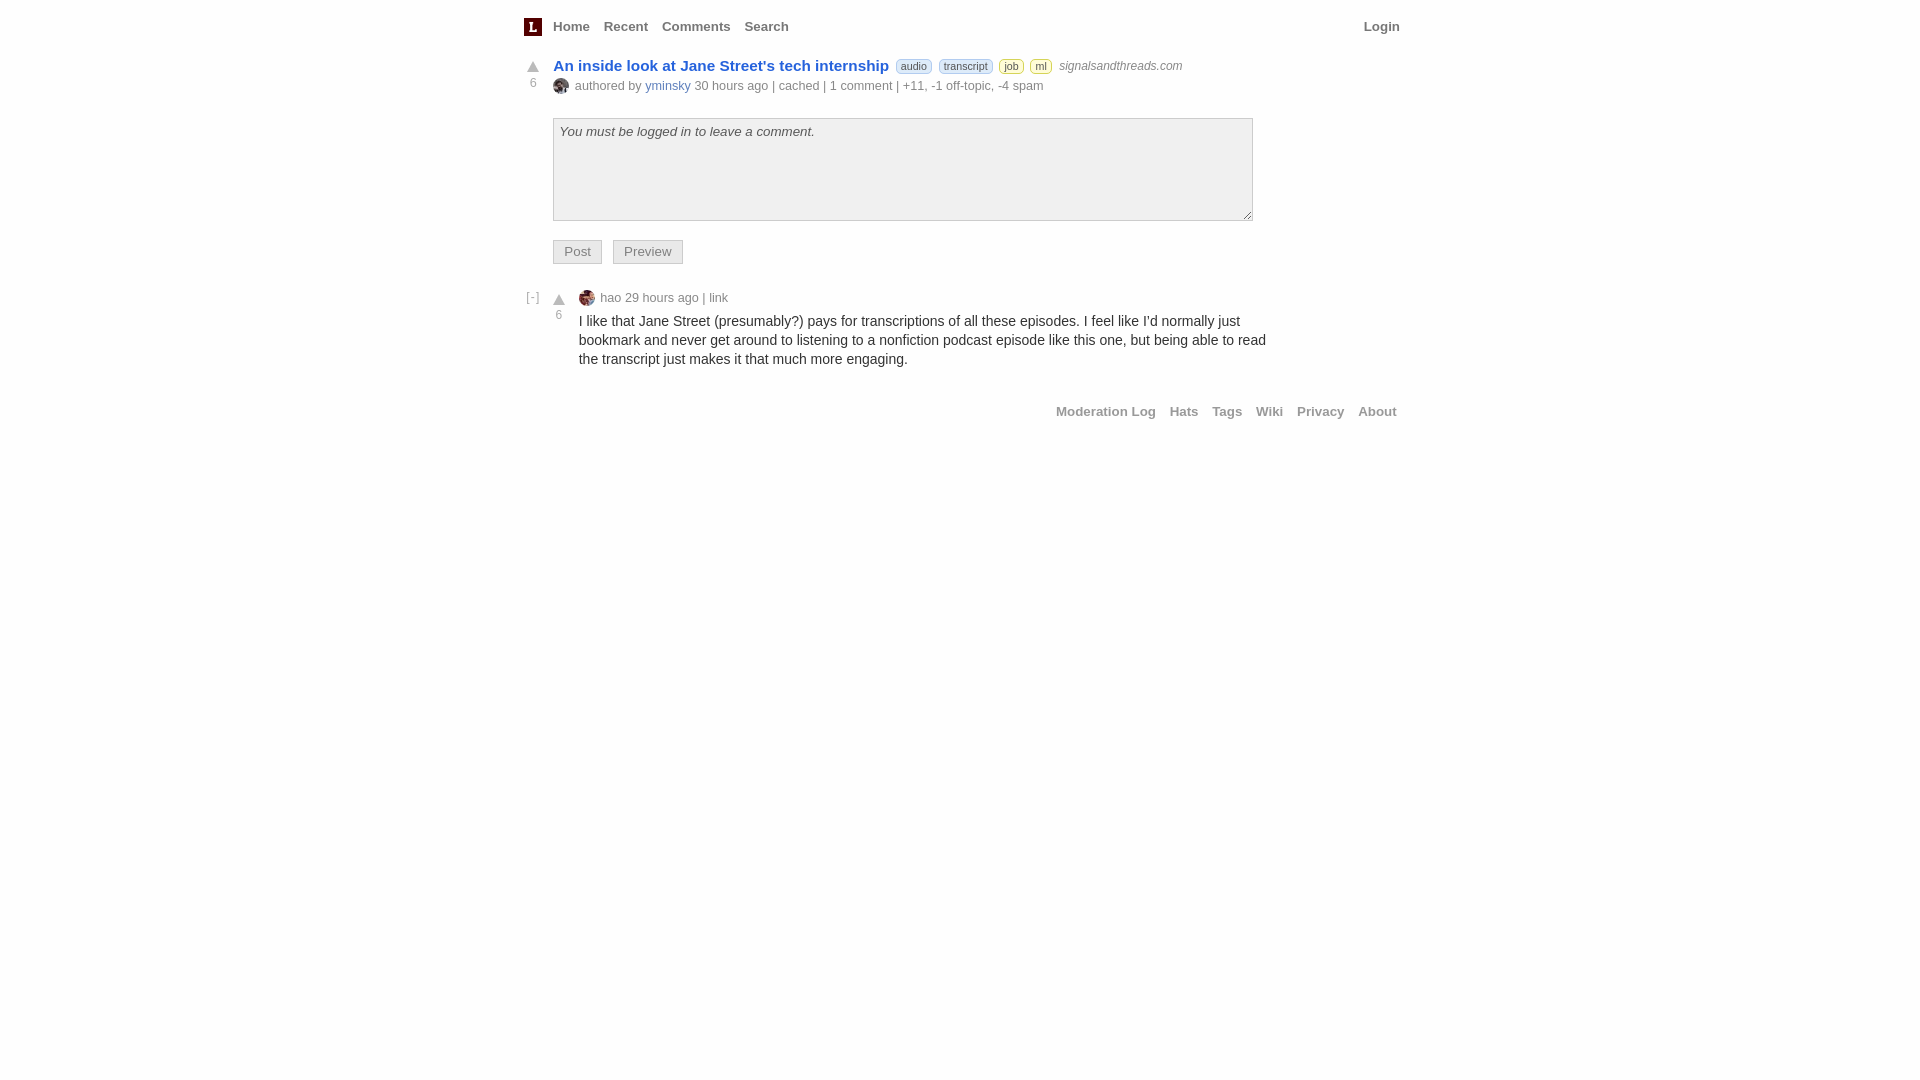 L Home Recent Comments Search Login
An inside look at Jane Street's tech internship audio transcript job ml signalsandthreads.com
6
authored by yminsky 30 hours ago | cached | 1 comment | +11, -1 off-topic, -4 spam
You must be logged in to leave a comment.
Post Preview
[-] hao 29 hours ago | link
6
I like that Jane Street (presumably?) pays for transcriptions of all these episodes. I feel like I’d normally just
bookmark and never get around to listening to a nonfiction podcast episode like this one, but being able to read
the transcript just makes it that much more engaging.
Moderation Log Hats Tags Wiki Privacy About